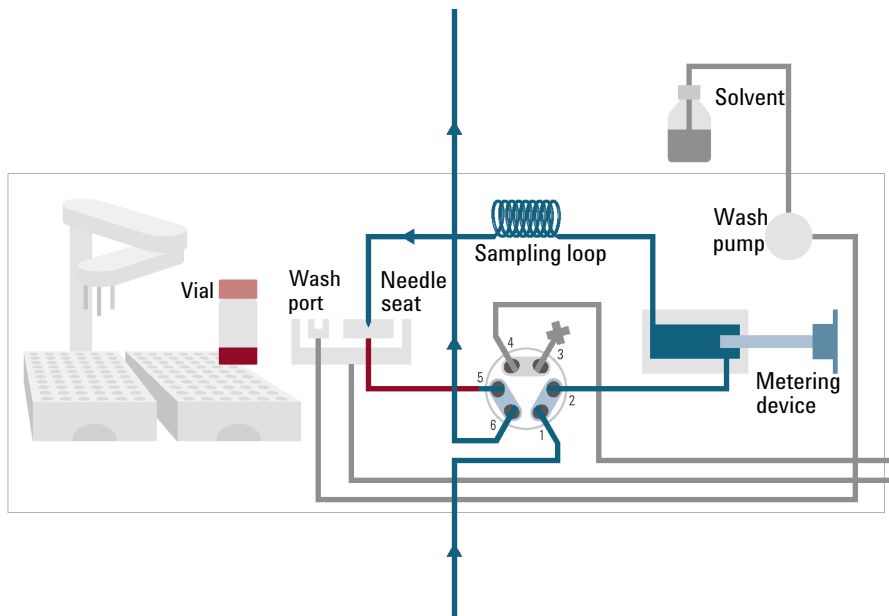 Solvent
Wash
pump
Sampling loop
Wash
port
Needle
seat
Vial
4
3
5
2
6
1
Metering
device